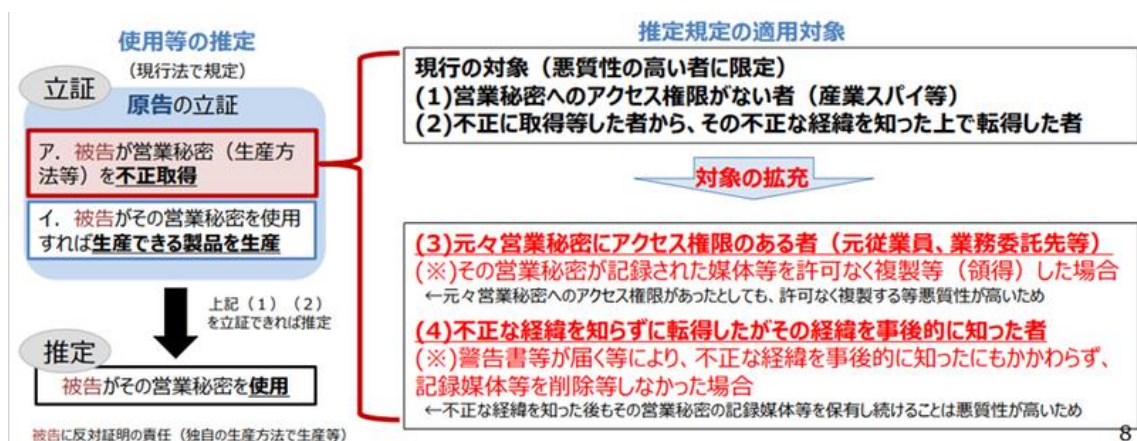 使用等の推定
（現行法で規定）
立証
原告の立証
ア．被告が営業秘密（生産方
法等）を不正取得
イ．被告がその営業秘密を使用
すれば生産できる製品を生産
上記（1）（2）
を立証できれば推定
推定
被告がその営業秘密を使用
被告に反対証明の責任（独自の生産方法で生産等）
推定規定の適用対象
現行の対象（悪質性の高い者に限定）
(1)営業秘密へのアクセス権限がない者（産業スパイ等）
(2)不正に取得等した者から、その不正な経緯を知った上で転得した者
対象の拡充
(3)元々営業秘密にアクセス権限のある者（元従業員、業務委託先等）
(※)その営業秘密が記録された媒体等を許可なく複製等（領得）した場合
←元々営業秘密へのアクセス権限があったとしても、許可なく複製する等悪質性が高いため
(4)不正な経緯を知らずに転得したがその経緯を事後的に知った者
(※)警告書等が届く等により、不正な経緯を事後的に知ったにもかかわらず、
記録媒体等を削除等しなかった場合
←不正な経緯を知った後もその営業秘密の記録媒体等を保有し続けることは悪質性が高いため
8